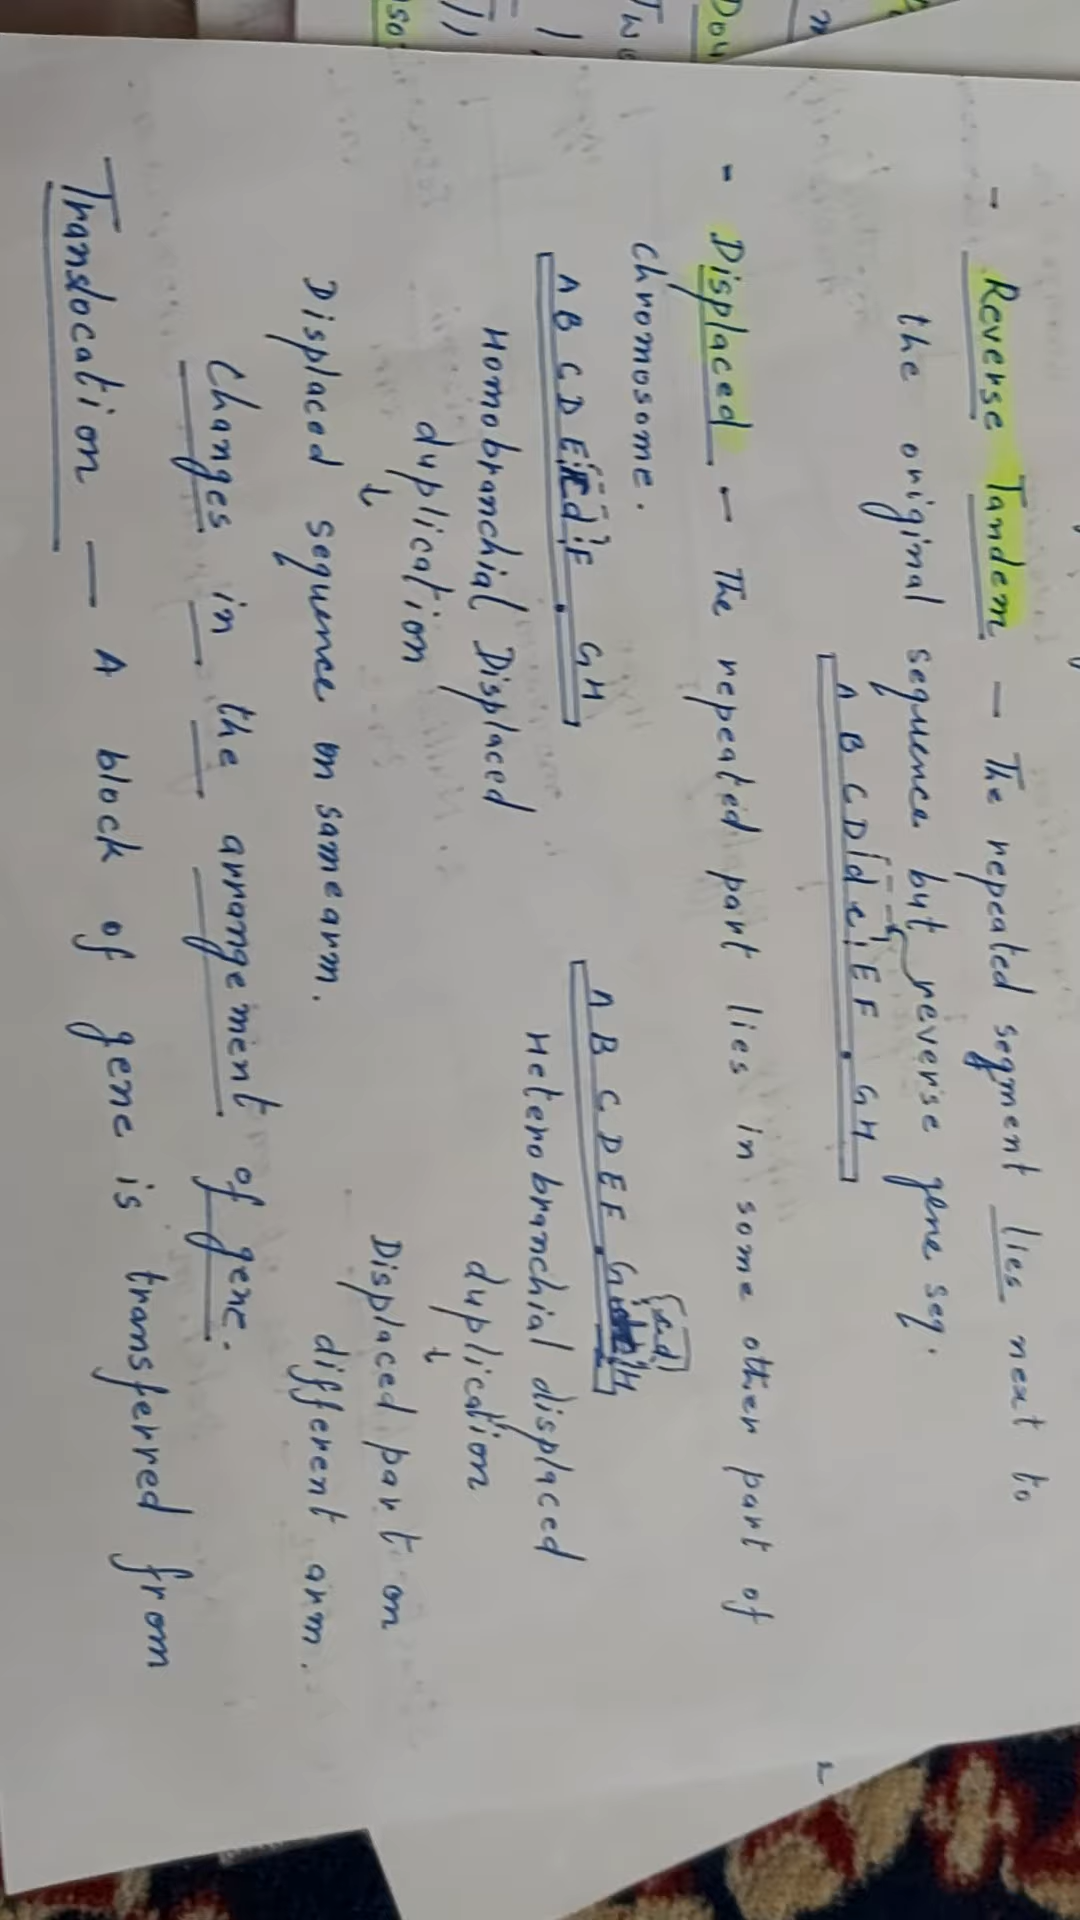 - Reverse Tandem - The repeated segment lies next to
the original sequence but reverse gene seq.
A B C D d c E F . G H
- Displaced - The repeated part lies in some other part of
chromosome.
A B C D E c d F . G H
A B C D E F . G cd H
Homobranchial Displaced
duplication
↓
Displaced sequence on same arm.
Heterobranchial displaced
duplication
↓
Displaced part on
different arm.
Changes in the arrangement of gene.
Translocation - A block of gene is transferred from